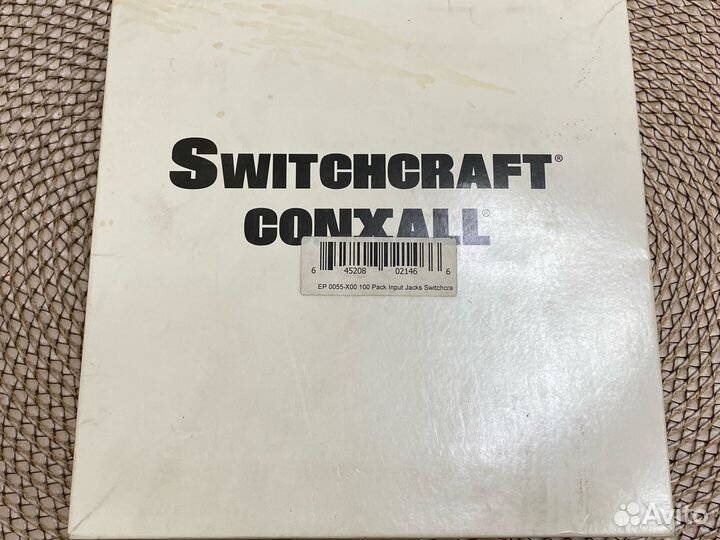 SWITCHCRAFT®
CONXALL®
6 45208 02146 6
EP 0055-X00 100 Pack Input Jacks Switchcra
Avito